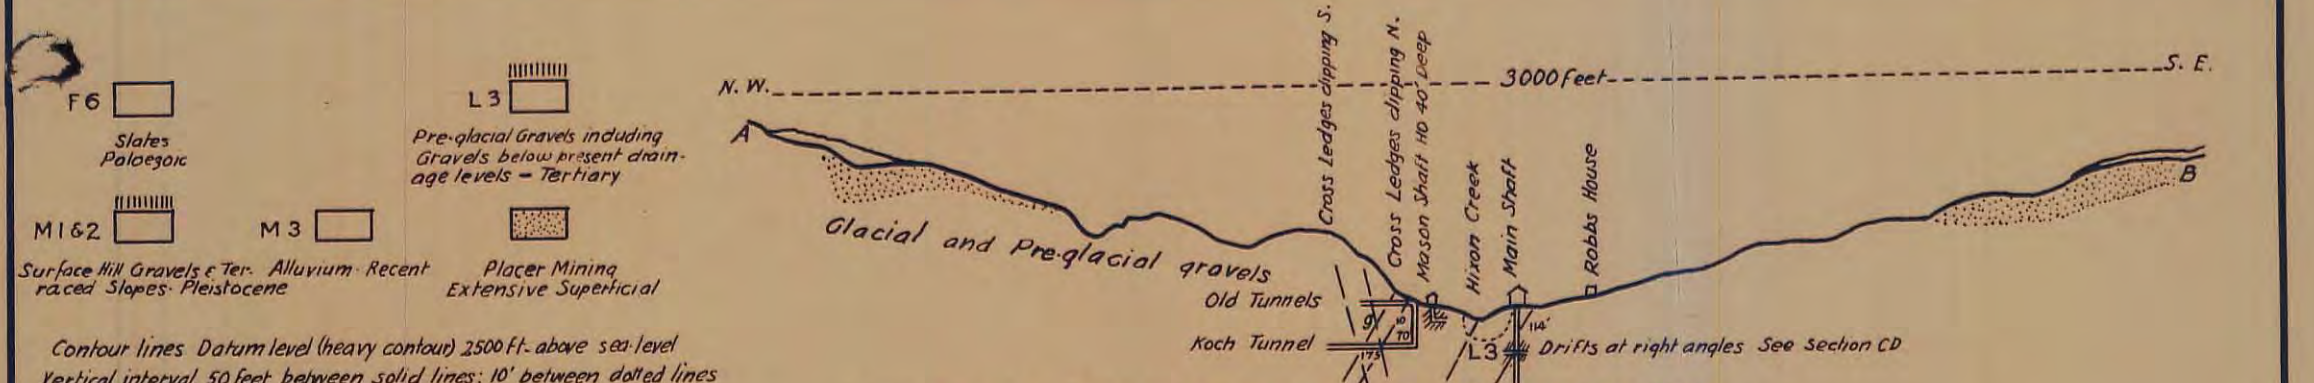 F6
Slates
Palaeozoic
L3
Pre-glacial Gravels including
Gravels below present drain-
age levels - Tertiary
M1&2
Surface Hill Gravels & Ter-
raced Slopes- Pleistocene
M3
Alluvium- Recent
Placer Mining
Extensive Superficial
Contour lines Datum level (heavy contour) 2500 ft. above sea-level
Vertical interval 50 feet between solid lines; 10' between dotted lines
N. W.
3000 Feet
S. E.
A
B
Glacial and Pre-glacial gravels
Cross Ledges dipping S.
Cross Ledges dipping N.
Mason Shaft HO 40' Deep
Hixon Creek
Main Shaft
Robbs House
Old Tunnels
Koch Tunnel
70
175
L3
114'
Drifts at right angles See Section CD